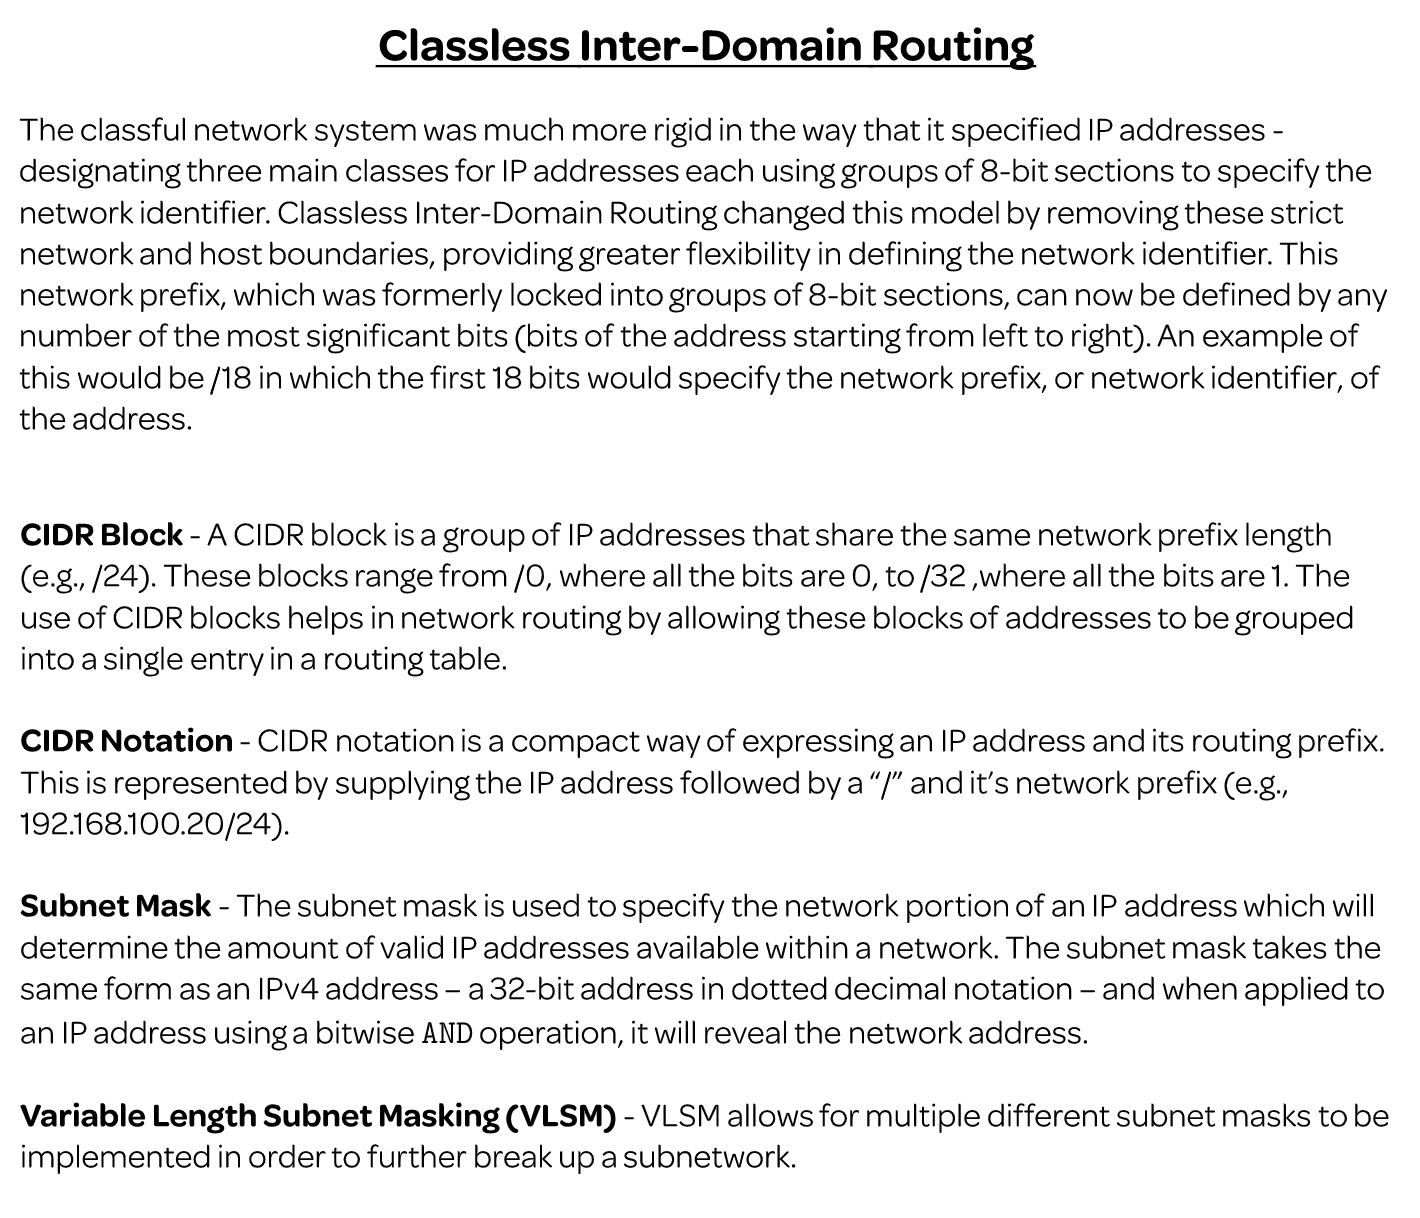 Classless Inter-Domain Routing
The classful network system was much more rigid in the way that it specified IP addresses -
designating three main classes for IP addresses each using groups of 8-bit sections to specify the
network identifier. Classless Inter-Domain Routing changed this model by removing these strict
network and host boundaries, providing greater flexibility in defining the network identifier. This
network prefix, which was formerly locked into groups of 8-bit sections, can now be defined by any
number of the most significant bits (bits of the address starting from left to right). An example of
this would be /18 in which the first 18 bits would specify the network prefix, or network identifier, of
the address.
CIDR Block - A CIDR block is a group of IP addresses that share the same network prefix length
(e.g., /24). These blocks range from /0, where all the bits are 0, to /32 ,where all the bits are 1. The
use of CIDR blocks helps in network routing by allowing these blocks of addresses to be grouped
into a single entry in a routing table.
CIDR Notation - CIDR notation is a compact way of expressing an IP address and its routing prefix.
This is represented by supplying the IP address followed by a “/” and it’s network prefix (e.g.,
192.168.100.20/24).
Subnet Mask - The subnet mask is used to specify the network portion of an IP address which will
determine the amount of valid IP addresses available within a network. The subnet mask takes the
same form as an IPv4 address – a 32-bit address in dotted decimal notation – and when applied to
an IP address using a bitwise AND operation, it will reveal the network address.
Variable Length Subnet Masking (VLSM) - VLSM allows for multiple different subnet masks to be
implemented in order to further break up a subnetwork.